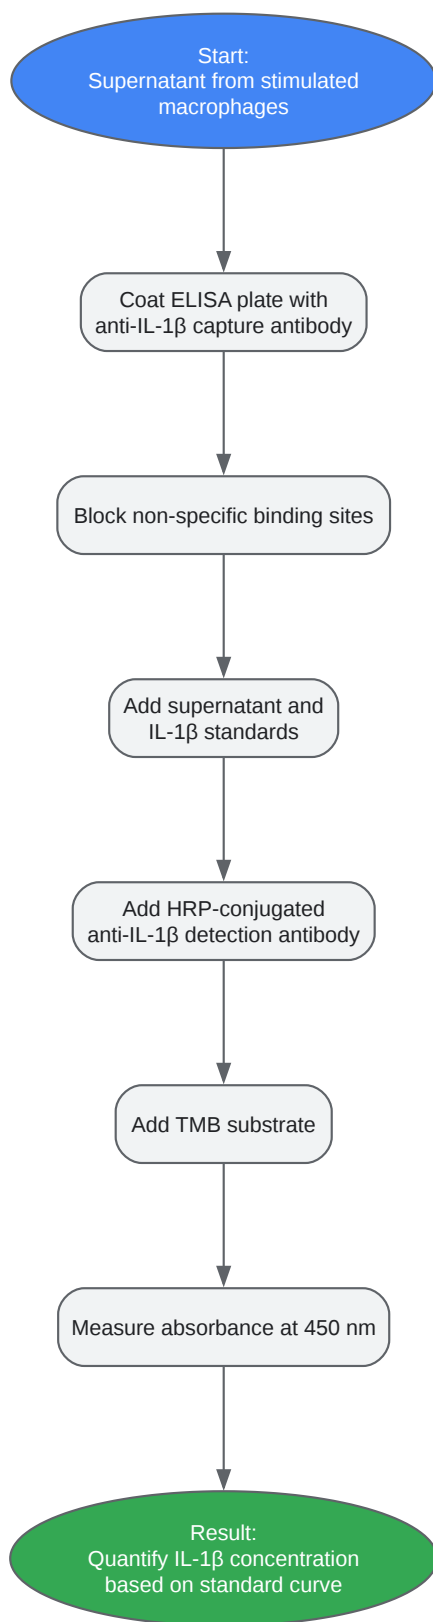 Start:
Supernatant from stimulated
macrophages
Coat ELISA plate with
anti-IL-1β capture antibody
Block non-specific binding sites
Add supernatant and
IL-1β standards
Add HRP-conjugated
anti-IL-1β detection antibody
Add TMB substrate
Measure absorbance at 450 nm
Result:
Quantify IL-1β concentration
based on standard curve